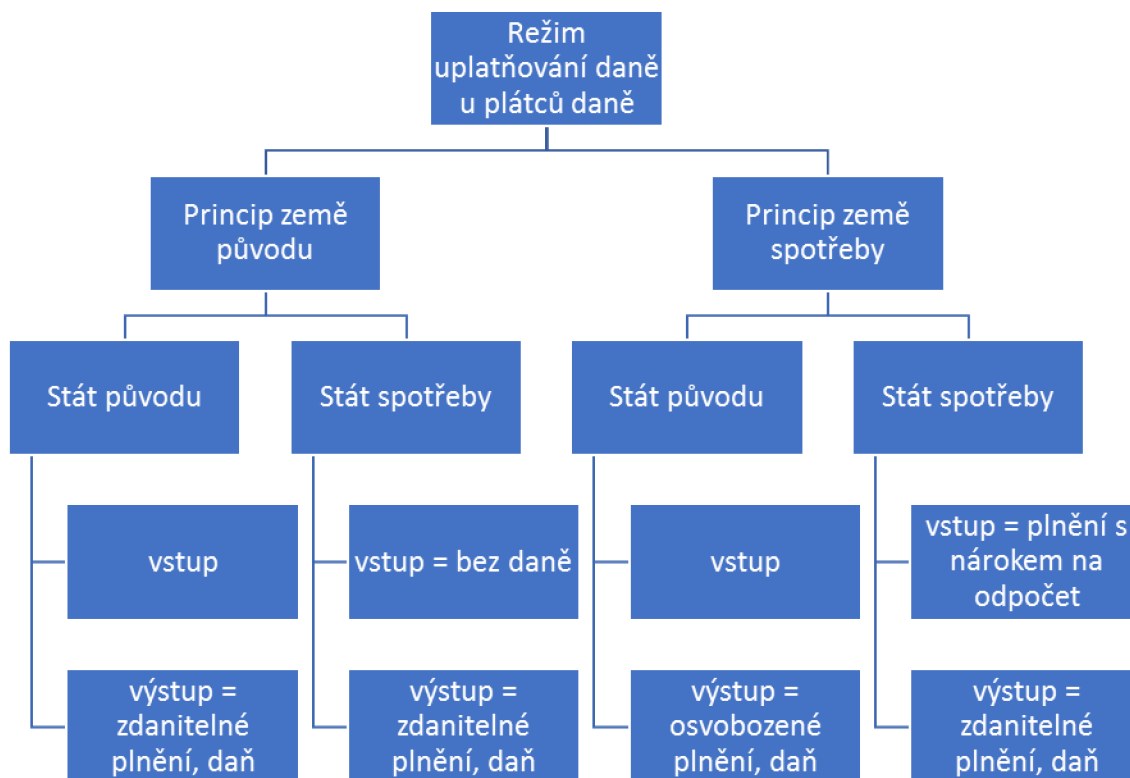 Režim
uplatňování daně
u plátců daně
Princip země
původu
Princip země
spotřeby
Stát původu
Stát spotřeby
Stát původu
Stát spotřeby
vstup
vstup = bez daně
vstup
vstup = plnění s
nárokem na
odpočet
výstup =
zdanitelné
plnění, daň
výstup =
zdanitelné
plnění, daň
výstup =
osvobozené
plnění, daň
výstup =
zdanitelné
plnění, daň